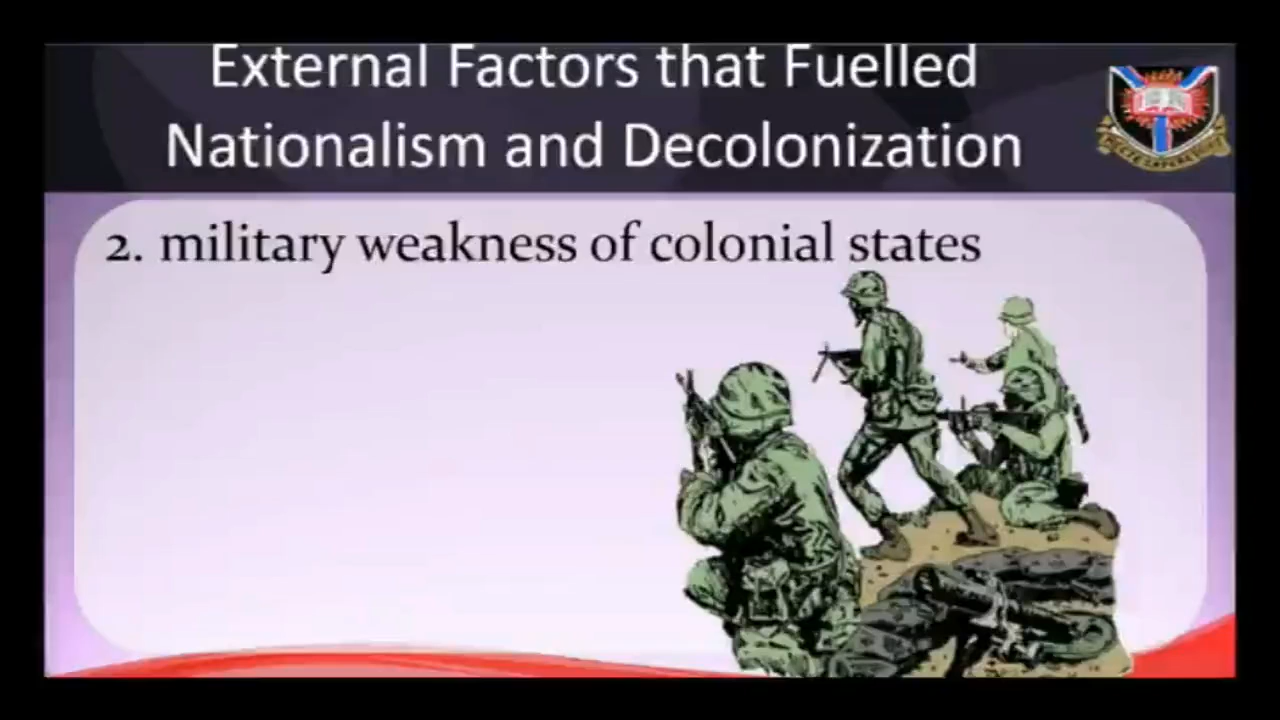 External Factors that Fuelled
Nationalism and Decolonization
2. military weakness of colonial states